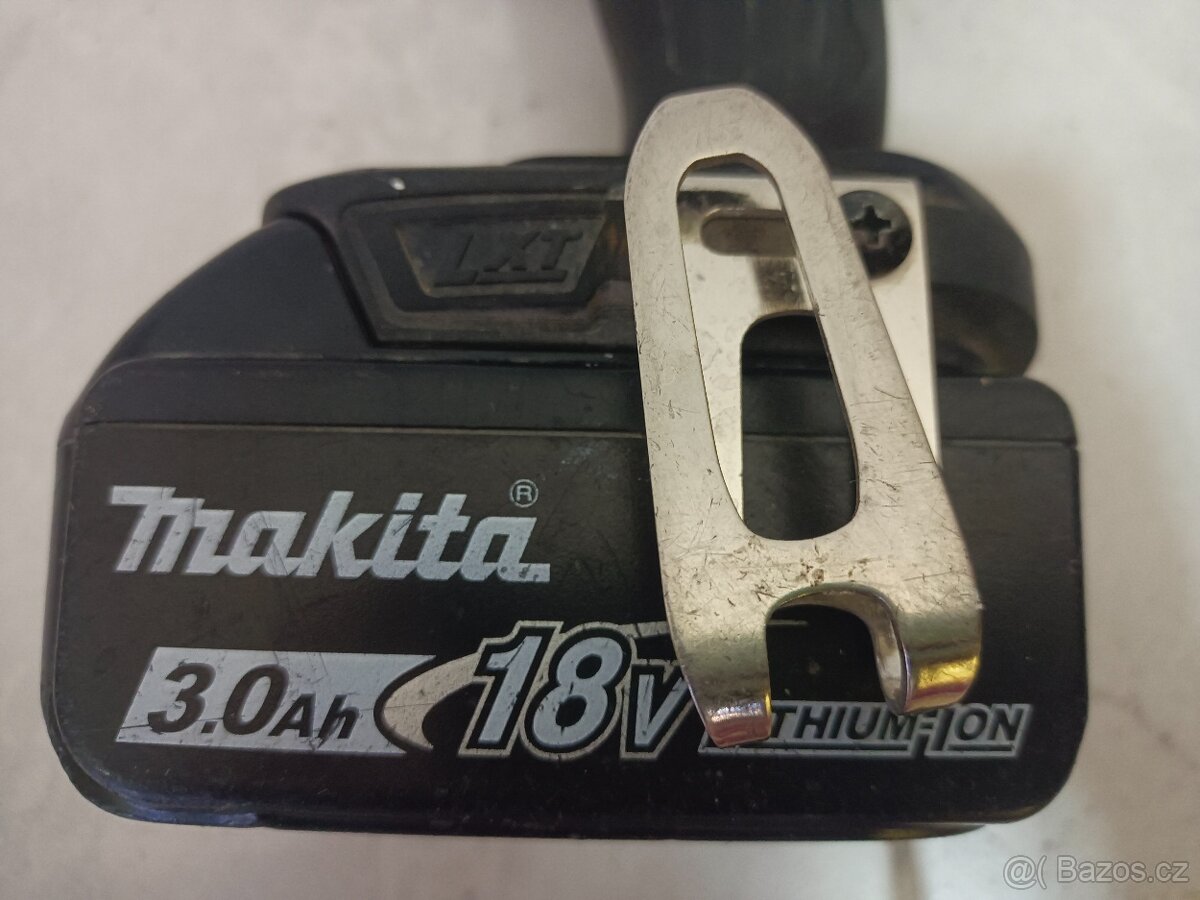 LXT
makita®
3.0Ah 18V LITHIUM-ION
@( Bazos.cz